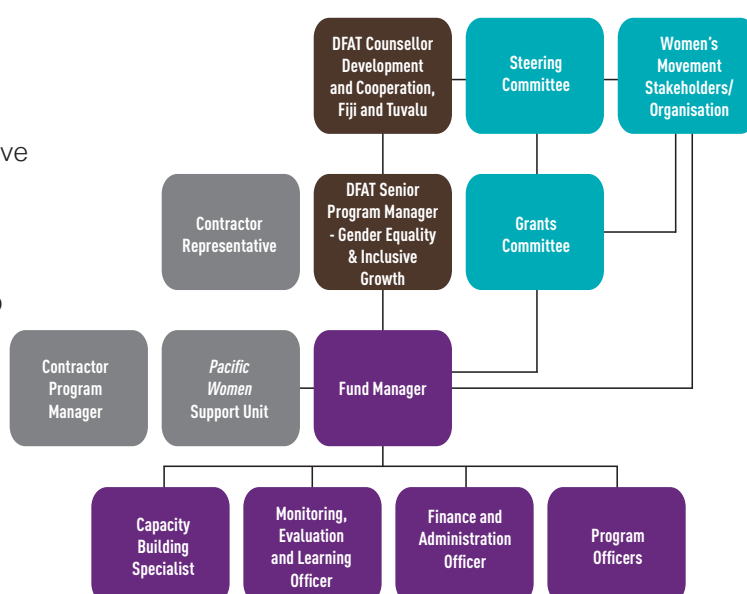 DFAT Counsellor
Development
and Cooperation,
Fiji and Tuvalu
Steering
Committee
Women's
Movement
Stakeholders/
Organisation
ve
Contractor
Representative
DFAT Senior
Program Manager
- Gender Equality
& Inclusive
Growth
Grants
Committee
Contractor
Program
Manager
Pacific
Women
Support Unit
Fund Manager
Capacity
Building
Specialist
Monitoring,
Evaluation
and Learning
Officer
Finance and
Administration
Officer
Program
Officers